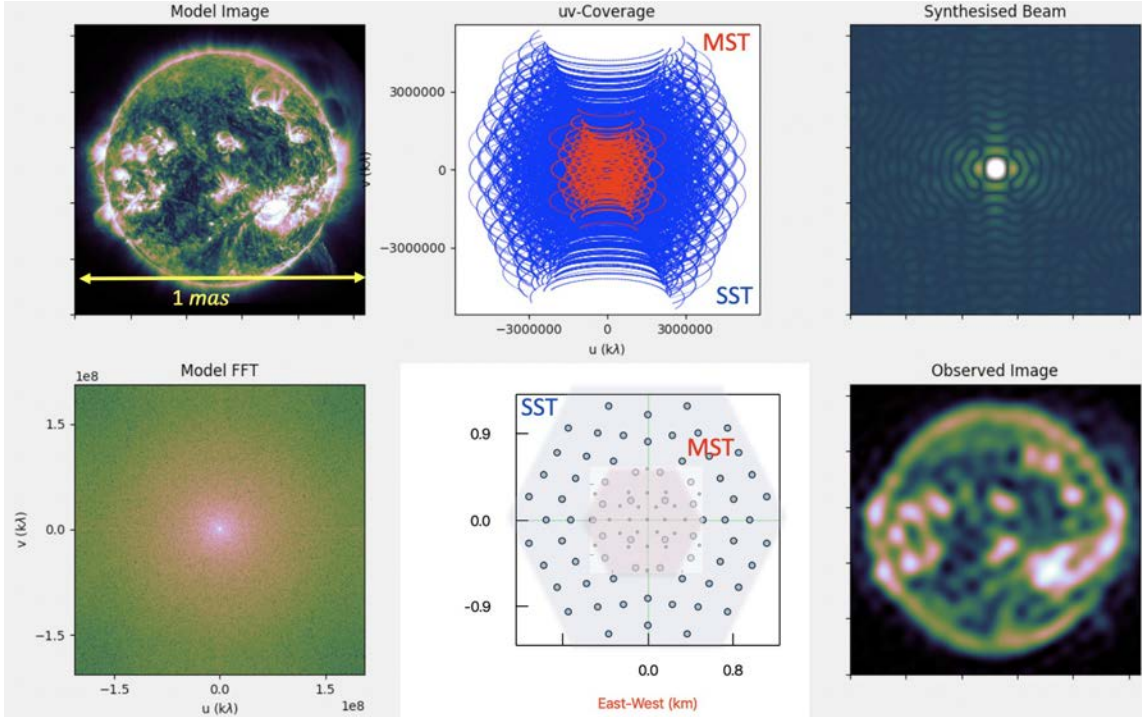 Model Image
v (kλ)
1 mas
uv-Coverage
MST
SST
3000000
0
−3000000
−3000000
0
3000000
u (kλ)
Synthesised Beam
Model FFT
1e8
1.5
0.0
−1.5
v (kλ)
−1.5
0.0
1.5
u (kλ)
1e8
SST
MST
0.9
0.0
-0.9
0.0
0.8
East-West (km)
Observed Image